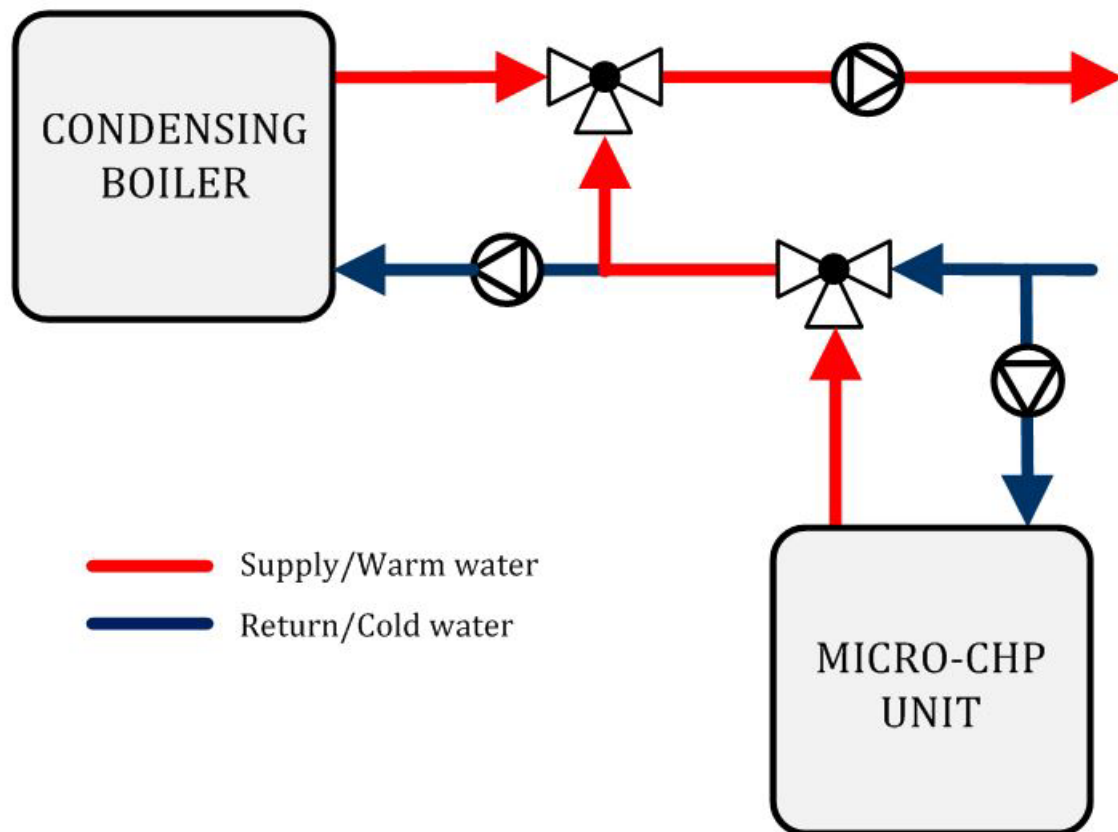 CONDENSING
BOILER
Supply/Warm water
Return/Cold water
MICRO-CHP
UNIT